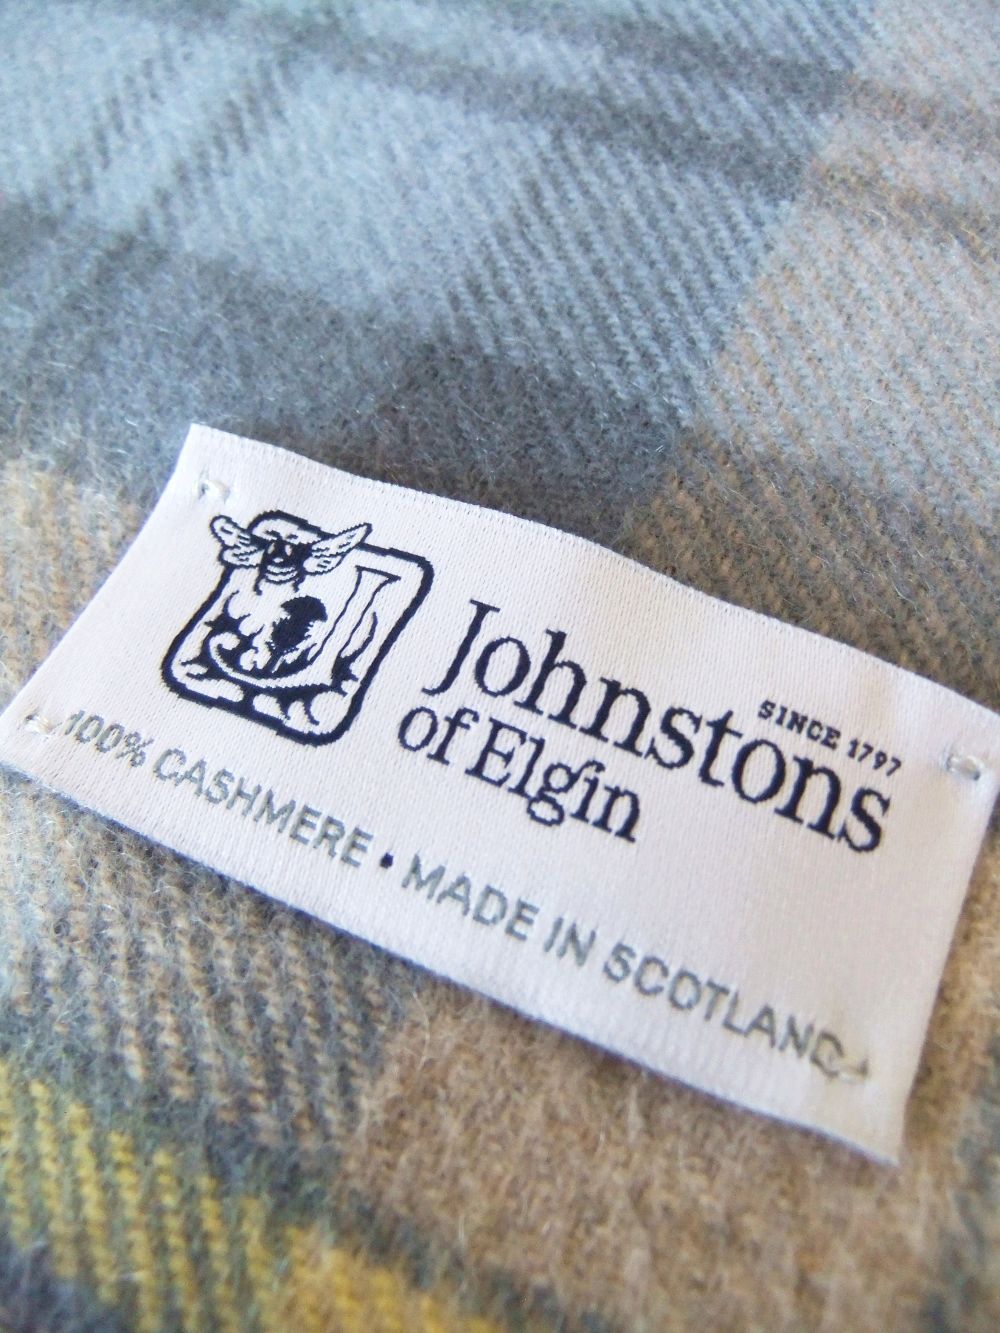 Johnstons
SINCE 1797
of Elgin
100% CASHMERE • MADE IN SCOTLAND